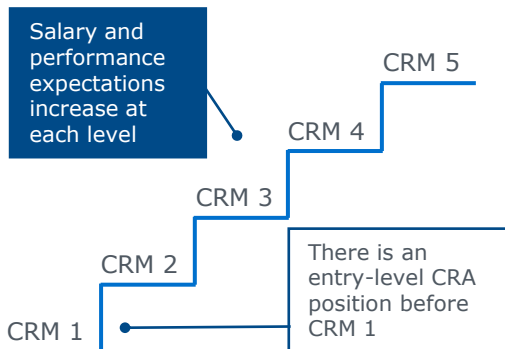 Salary and
performance
expectations
increase at
each level
CRM 5
CRM 4
CRM 3
CRM 2
CRM 1
There is an
entry-level CRA
position before
CRM 1